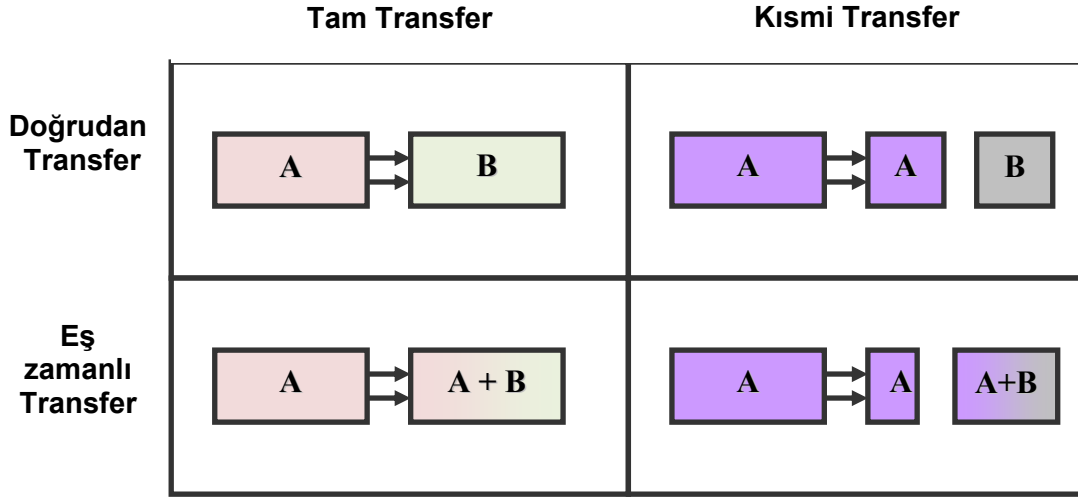 Tam Transfer
Kısmi Transfer
Doğrudan
Transfer
A
B
A
A
B
Eş
zamanlı
Transfer
A
A + B
A
A
A+B